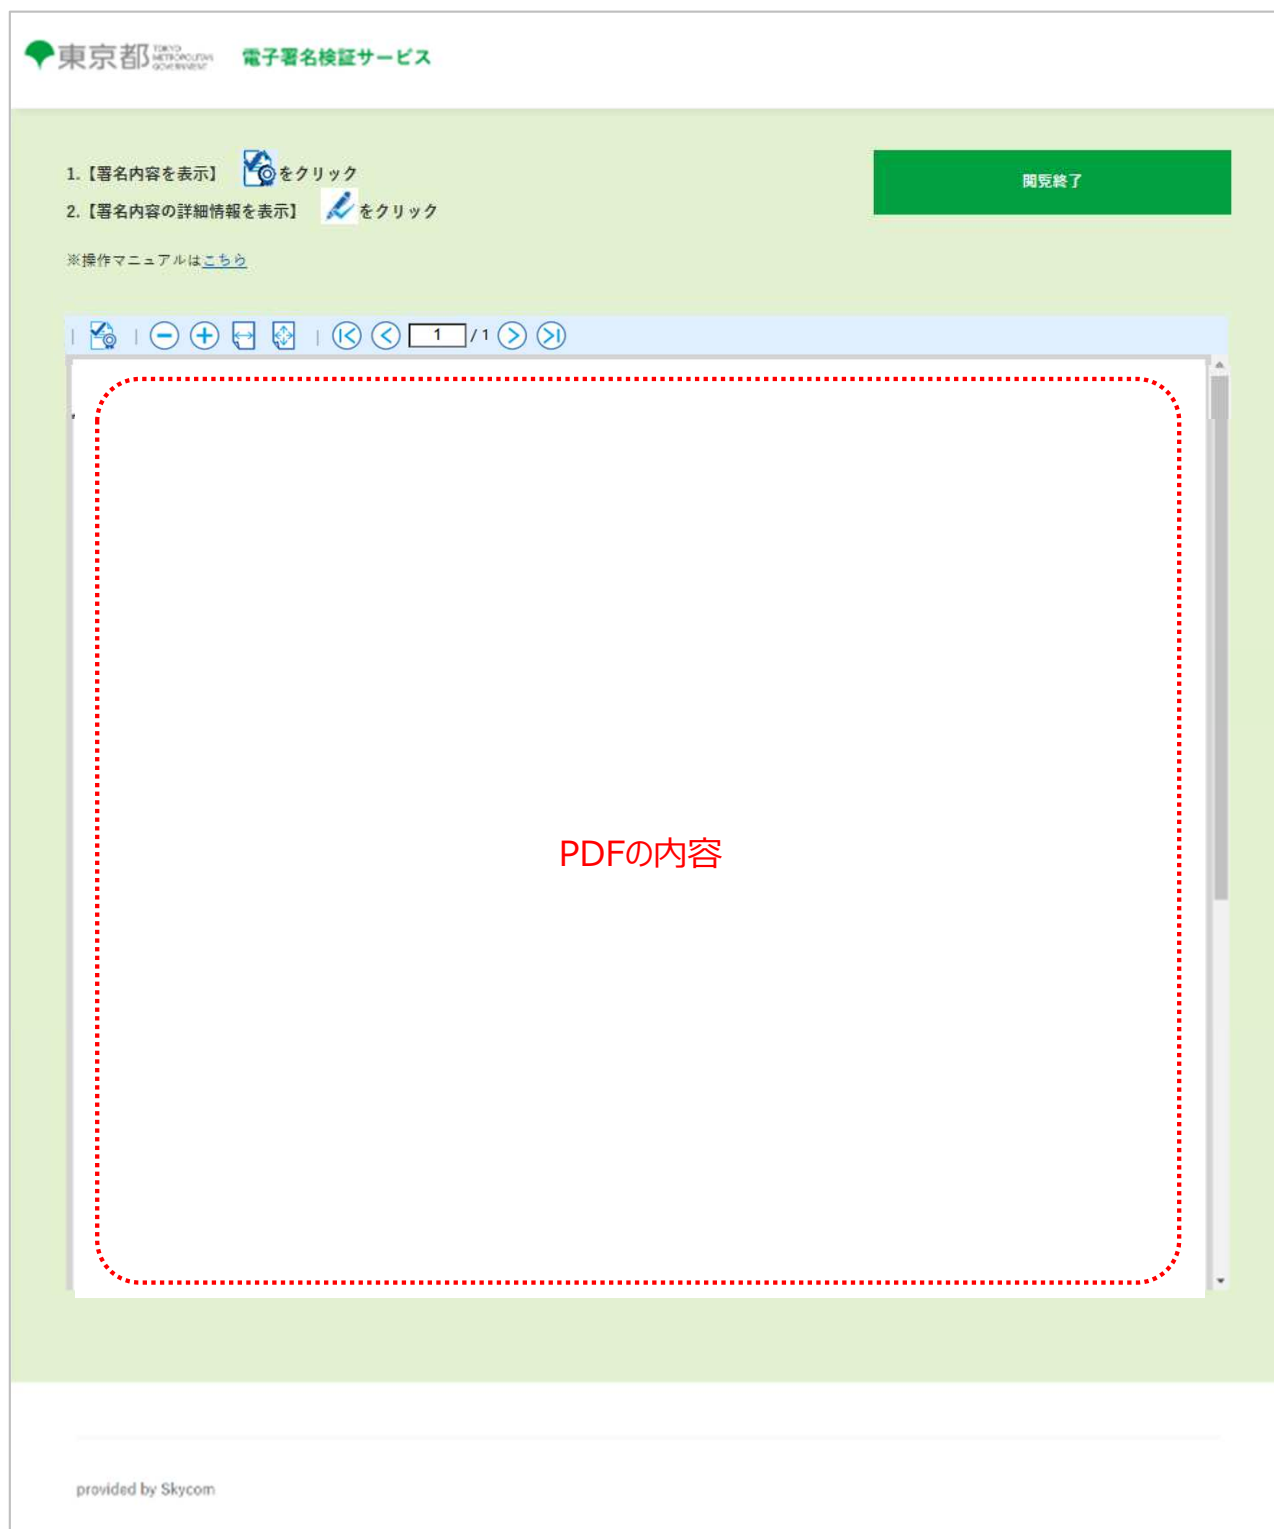 東京都 TOKYO METROPOLITAN GOVERNMENT 電子署名検証サービス
1.【署名内容を表示】 をクリック
閲覧終了
2.【署名内容の詳細情報を表示】 をクリック
※操作マニュアルはこちら
1 / 1
PDFの内容
provided by Skycom